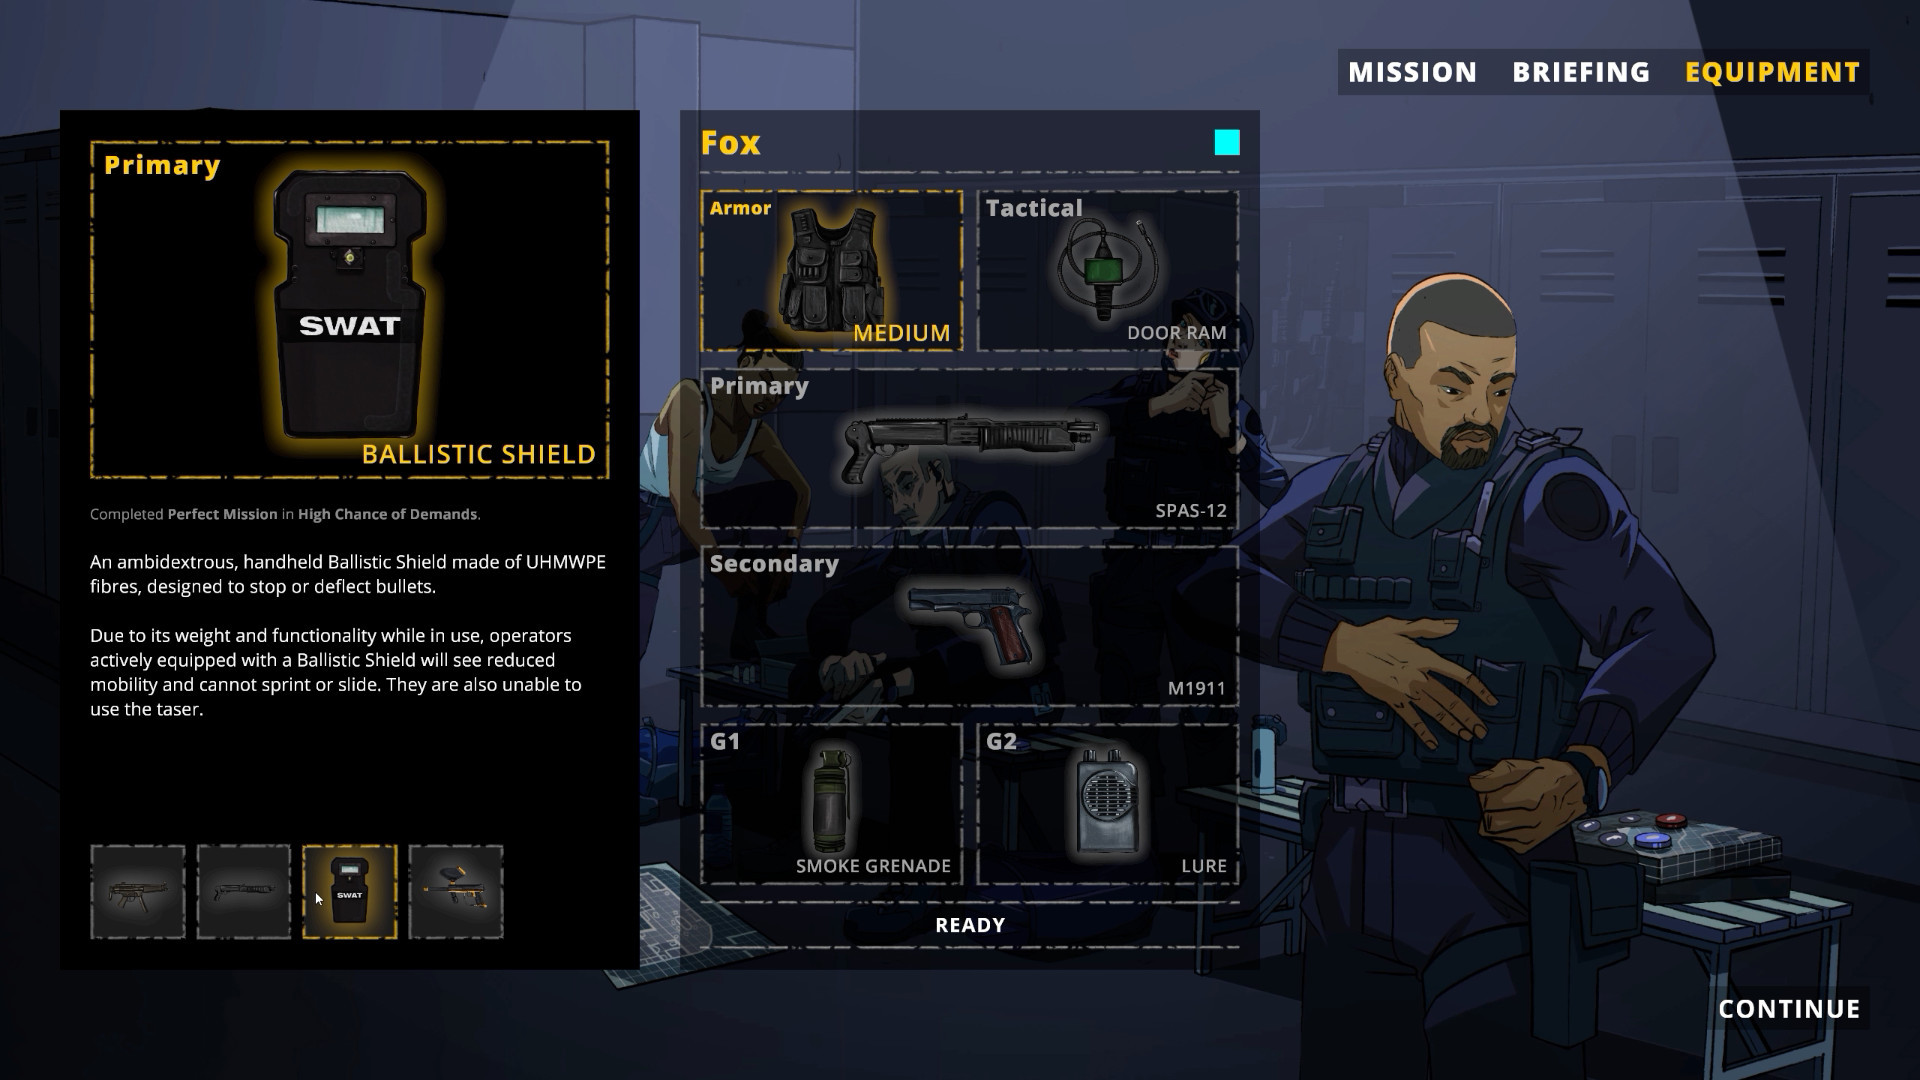 MISSION BRIEFING EQUIPMENT
Primary
SWAT
BALLISTIC SHIELD
Completed Perfect Mission in High Chance of Demands.
An ambidextrous, handheld Ballistic Shield made of UHMWPE
fibres, designed to stop or deflect bullets.
Due to its weight and functionality while in use, operators
actively equipped with a Ballistic Shield will see reduced
mobility and cannot sprint or slide. They are also unable to
use the taser.
SWAT
Fox
Armor
MEDIUM
Tactical
DOOR RAM
Primary
SPAS-12
Secondary
M1911
G1
SMOKE GRENADE
G2
LURE
READY
CONTINUE